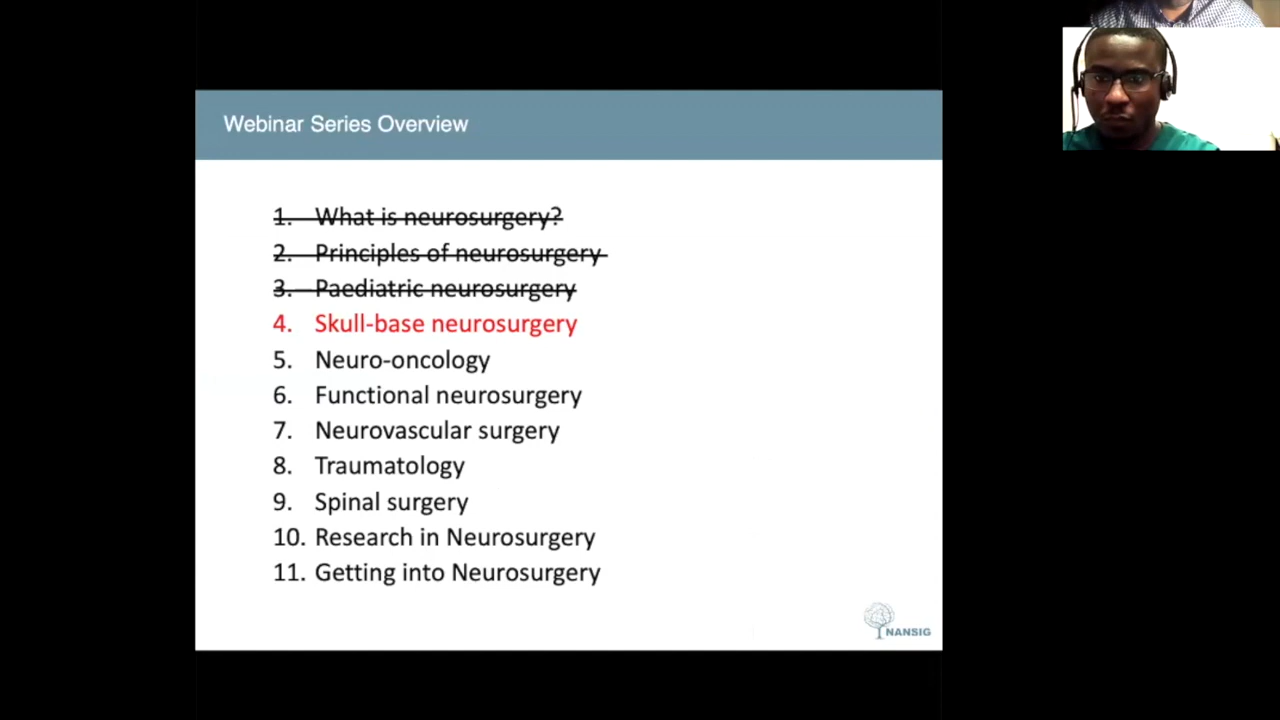 Webinar Series Overview
1. What is neurosurgery?
2. Principles of neurosurgery
3. Paediatric neurosurgery
4. Skull-base neurosurgery
5. Neuro-oncology
6. Functional neurosurgery
7. Neurovascular surgery
8. Traumatology
9. Spinal surgery
10. Research in Neurosurgery
11. Getting into Neurosurgery
NANSIG